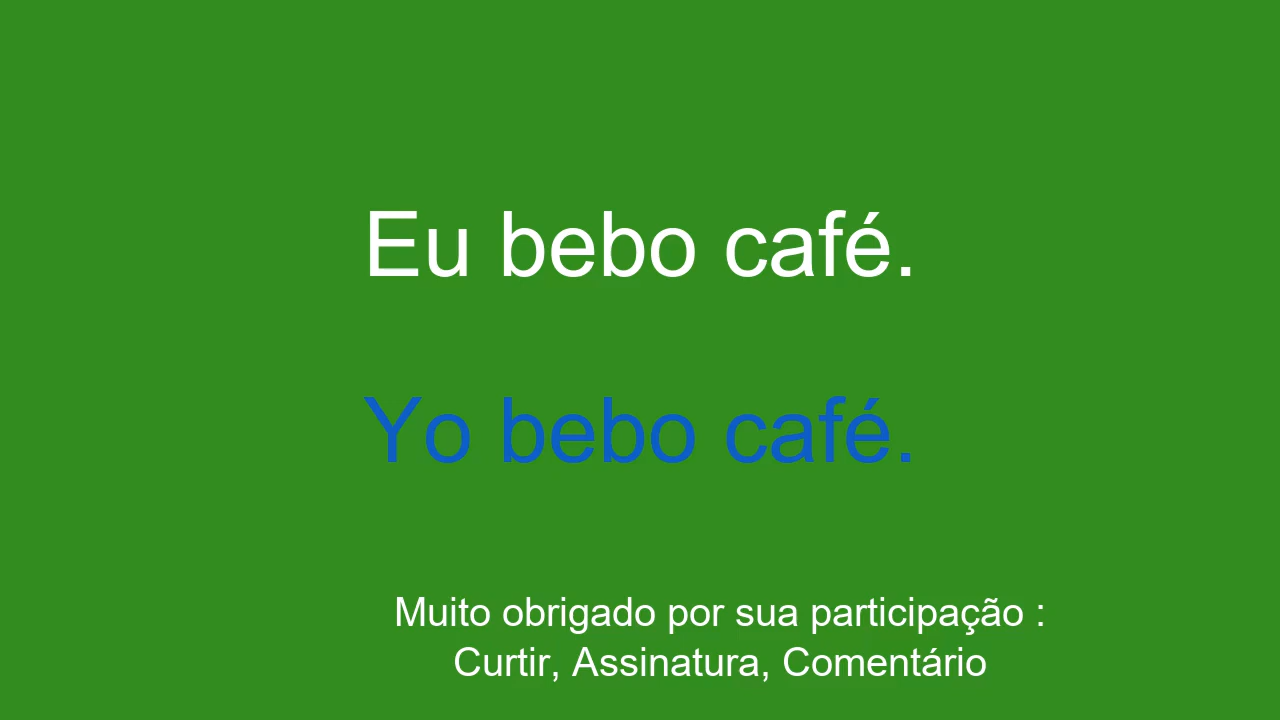 Eu bebo café.
Yo bebo café.
Muito obrigado por sua participação :
Curtir, Assinatura, Comentário